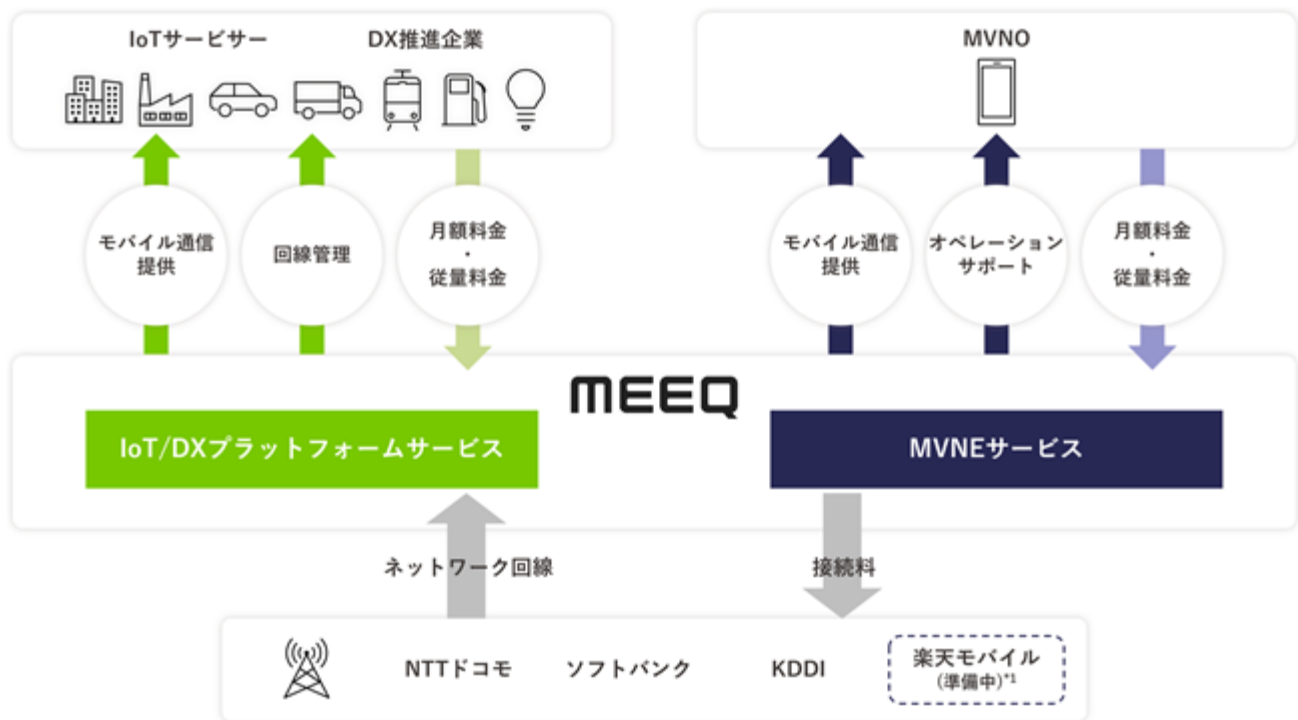 IoTサービサー
DX推進企業
MVNO
モバイル通信
提供
回線管理
月額料金
・
従量料金
モバイル通信
提供
オペレーション
サポート
月額料金
・
従量料金
MEEQ
IoT/DXプラットフォームサービス
MVNEサービス
ネットワーク回線
接続料
NTTドコモ
ソフトバンク
KDDI
楽天モバイル
(準備中)*1